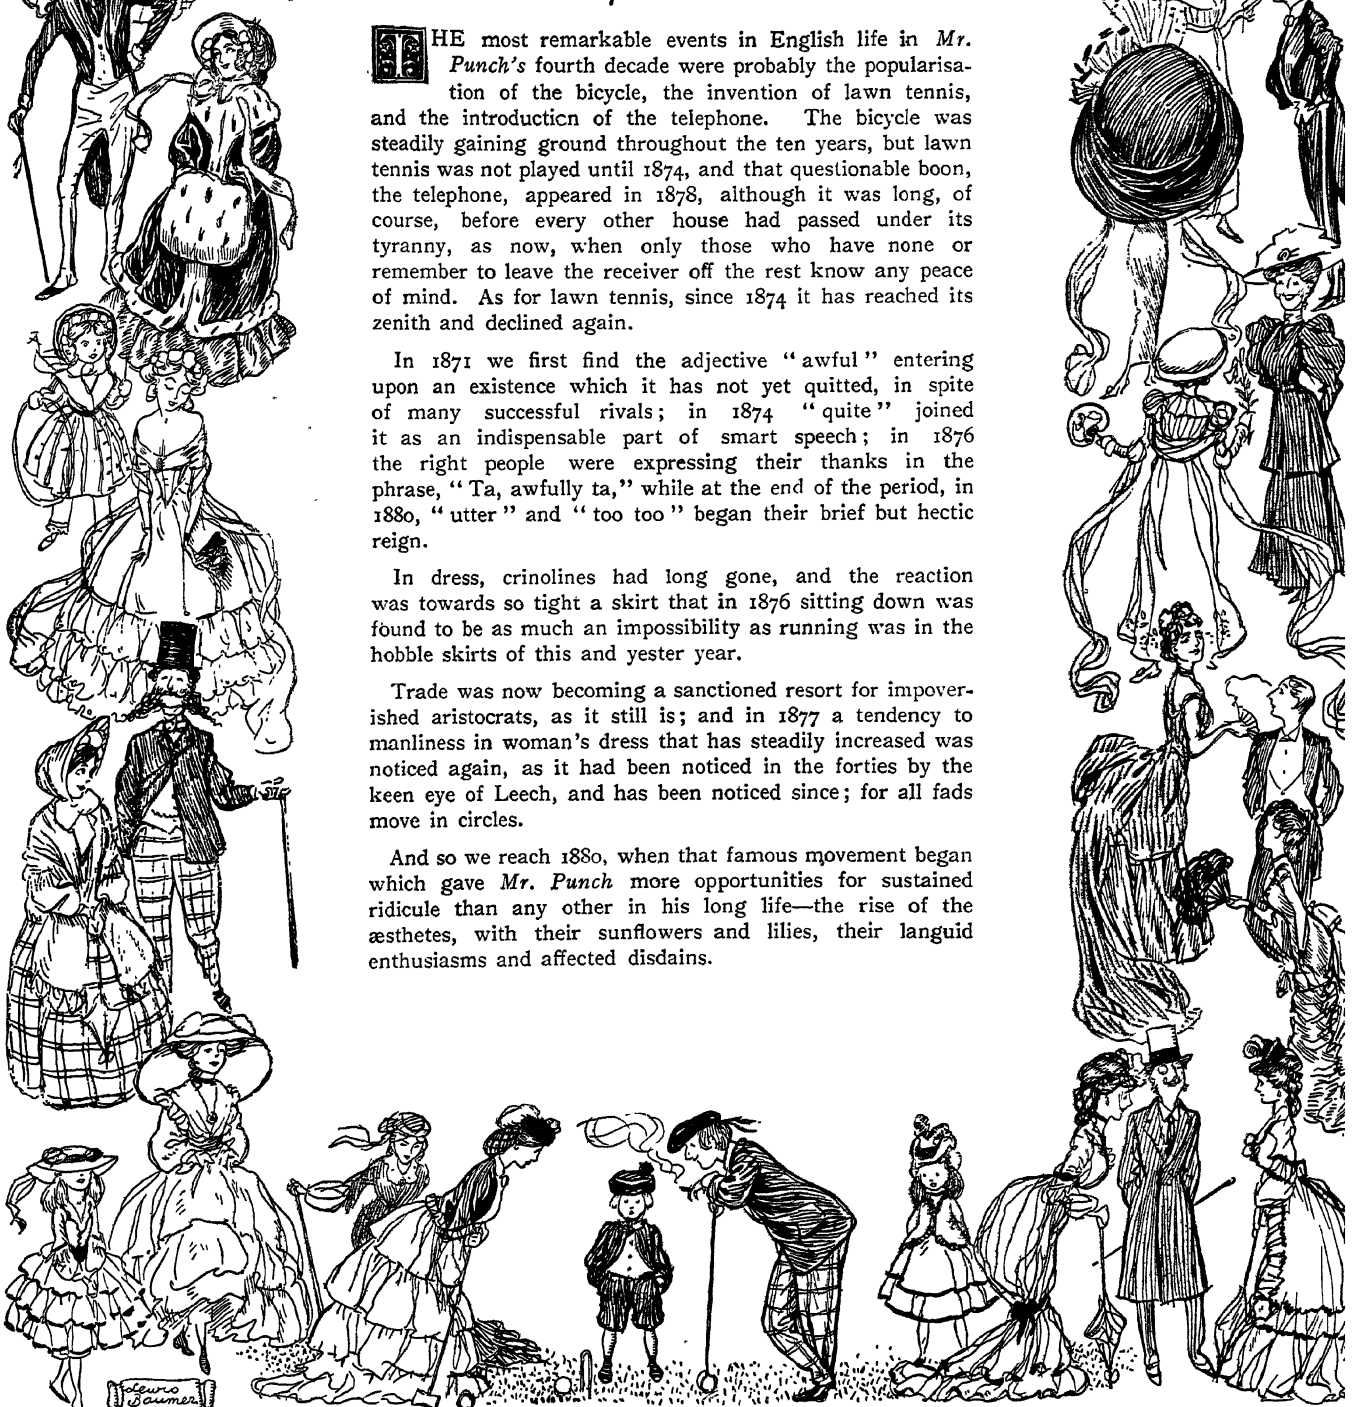 THE most remarkable events in English life in Mr.
Punch's fourth decade were probably the popularisa-
tion of the bicycle, the invention of lawn tennis,
and the introduction of the telephone. The bicycle was
steadily gaining ground throughout the ten years, but lawn
tennis was not played until 1874, and that questionable boon,
the telephone, appeared in 1878, although it was long, of
course, before every other house had passed under its
tyranny, as now, when only those who have none or
remember to leave the receiver off the rest know any peace
of mind. As for lawn tennis, since 1874 it has reached its
zenith and declined again.
In 1871 we first find the adjective “awful” entering
upon an existence which it has not yet quitted, in spite
of many successful rivals; in 1874 “quite” joined
it as an indispensable part of smart speech; in 1876
the right people were expressing their thanks in the
phrase, “Ta, awfully ta,” while at the end of the period, in
1880, “utter” and “too too” began their brief but hectic
reign.
In dress, crinolines had long gone, and the reaction
was towards so tight a skirt that in 1876 sitting down was
found to be as much an impossibility as running was in the
hobble skirts of this and yester year.
Trade was now becoming a sanctioned resort for impover-
ished aristocrats, as it still is; and in 1877 a tendency to
manliness in woman's dress that has steadily increased was
noticed again, as it had been noticed in the forties by the
keen eye of Leech, and has been noticed since; for all fads
move in circles.
And so we reach 1880, when that famous movement began
which gave Mr. Punch more opportunities for sustained
ridicule than any other in his long life—the rise of the
æsthetes, with their sunflowers and lilies, their languid
enthusiasms and affected disdains.
Lewis
Baumer